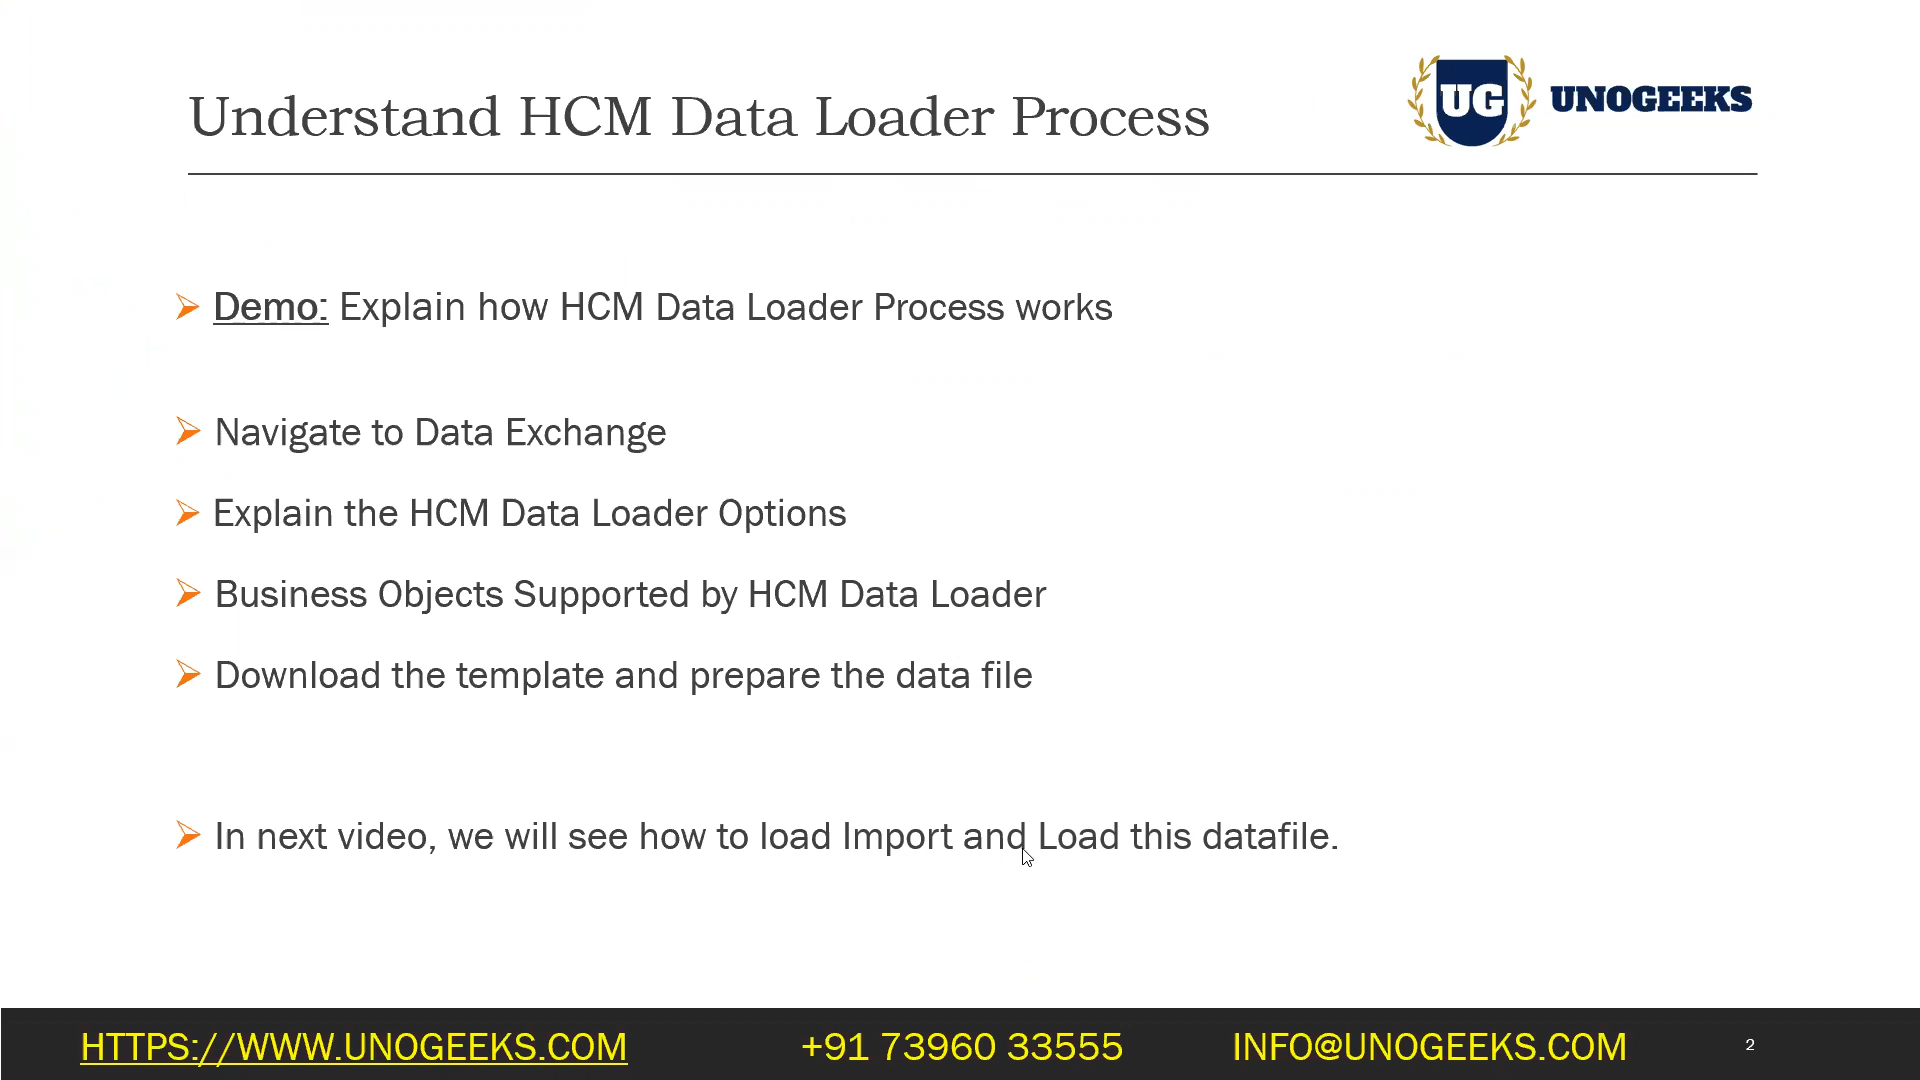 Understand HCM Data Loader Process
UG UNOGEEKS
Demo: Explain how HCM Data Loader Process works
Navigate to Data Exchange
Explain the HCM Data Loader Options
Business Objects Supported by HCM Data Loader
Download the template and prepare the data file
In next video, we will see how to load Import and Load this datafile.
HTTPS://WWW.UNOGEEKS.COM +91 73960 33555 INFO@UNOGEEKS.COM 2